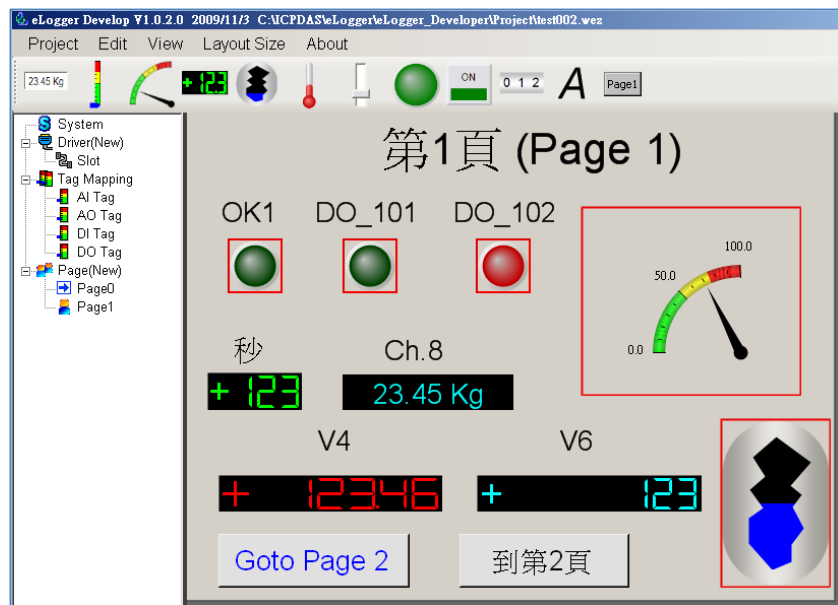 eLogger Develop V1.0.2.0 2009/11/3 C:\ICPDAS\eLogger\eLogger_Developer\Project\test002.wez
Project Edit View Layout Size About
23.45 Kg +12.3 ON 0 1 2 A Page1
System
Driver(New)
Slot
Tag Mapping
AI Tag
AO Tag
DI Tag
DO Tag
Page(New)
Page0
Page1
第1頁 (Page 1)
OK1 DO_101 DO_102
100.0
50.0
0.0
秒 Ch.8
+123 23.45 Kg
V4 V6
+ 123.46 + 123
Goto Page 2 到第2頁